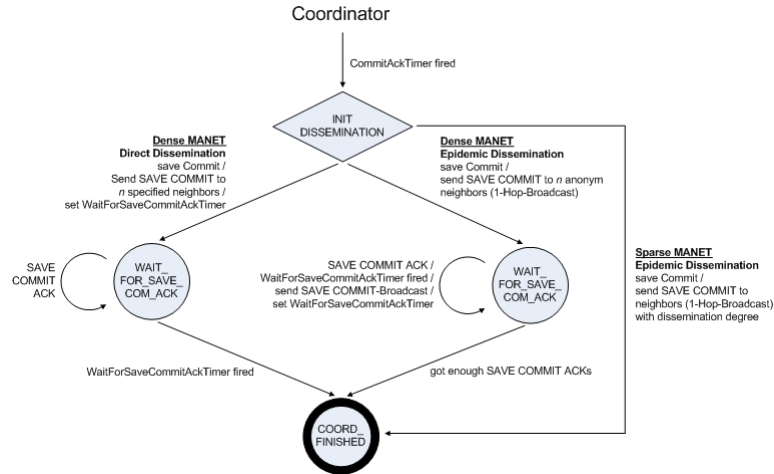 Coordinator
CommitAckTimer fired
INIT
DISSEMINATION
Dense MANET
Direct Dissemination
save Commit /
Send SAVE COMMIT to
n specified neighbors /
set WaitForSaveCommitAckTimer
Dense MANET
Epidemic Dissemination
save Commit /
send SAVE COMMIT to n anonym
neighbors (1-Hop-Broadcast)
Sparse MANET
Epidemic Dissemination
save Commit /
send SAVE COMMIT to
neighbors (1-Hop-Broadcast)
with dissemination degree
SAVE
COMMIT
ACK
WAIT_
FOR_SAVE_
COM_ACK
SAVE COMMIT ACK /
WaitForSaveCommitAckTimer fired /
send SAVE COMMIT-Broadcast /
set WaitForSaveCommitAckTimer
WAIT_
FOR_SAVE_
COM_ACK
WaitForSaveCommitAckTimer fired
got enough SAVE COMMIT ACKs
COORD_
FINISHED